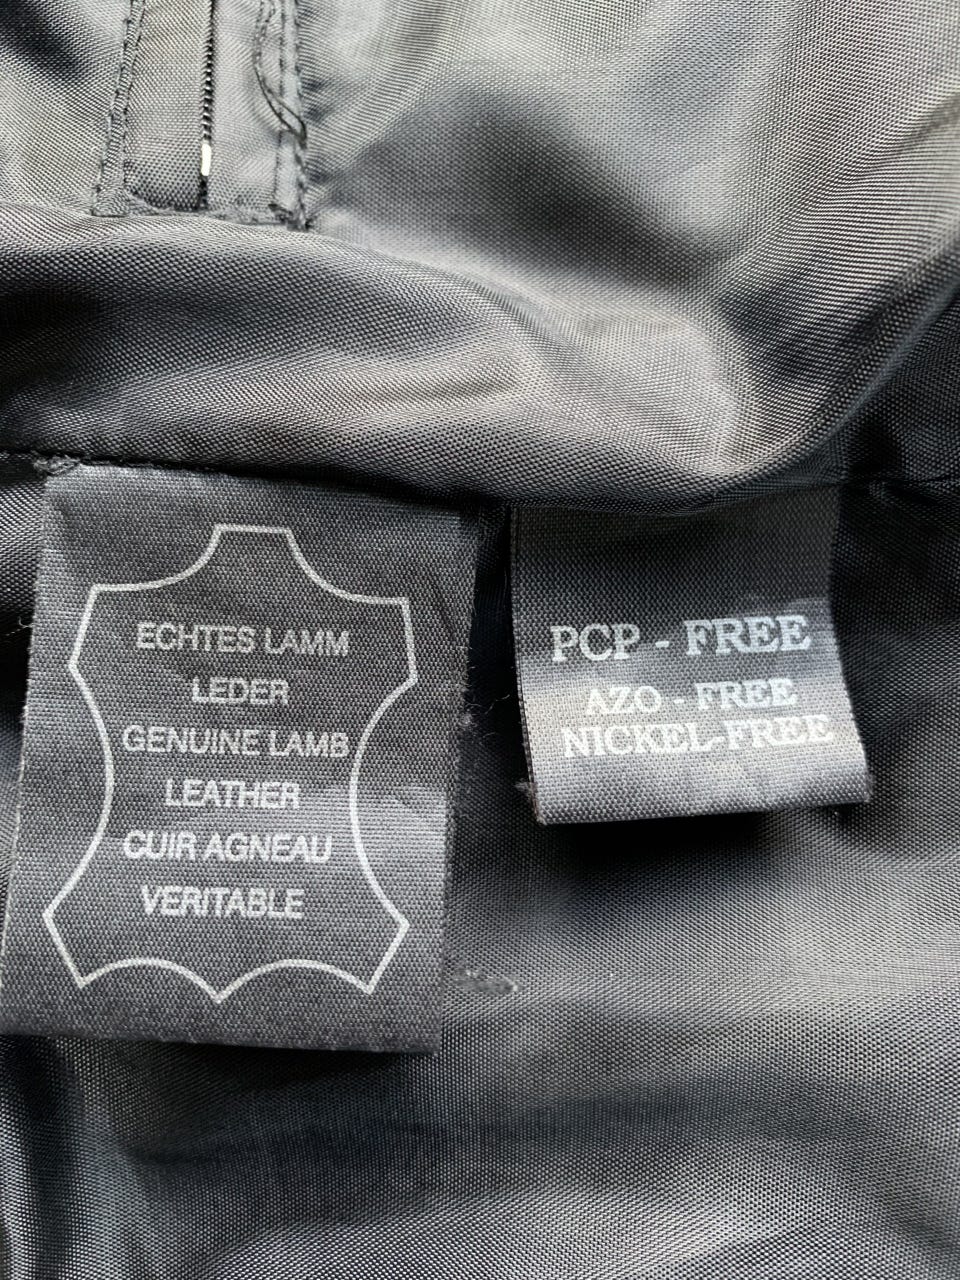 ECHTES LAMM
LEDER
GENUINE LAMB
LEATHER
CUIR AGNEAU
VERITABLE
PCP - FREE
AZO - FREE
NICKEL-FREE